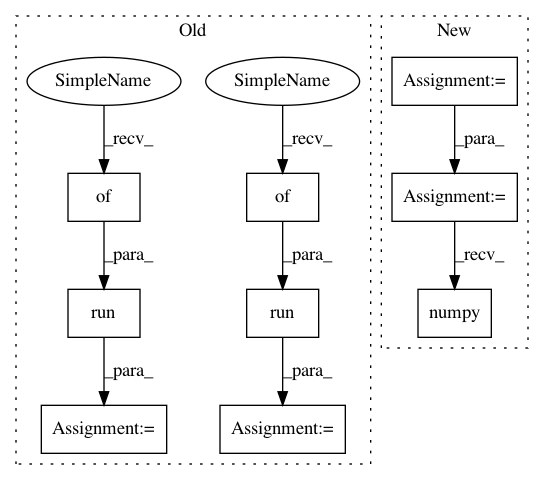 Old
New
SimpleName
SimpleName
Assignment:=
_recv_
_recv_
_para_
of
of
Assignment:=
_para_
_para_
_recv_
run
run
numpy
_para_
_para_
Assignment:=
Assignment:=